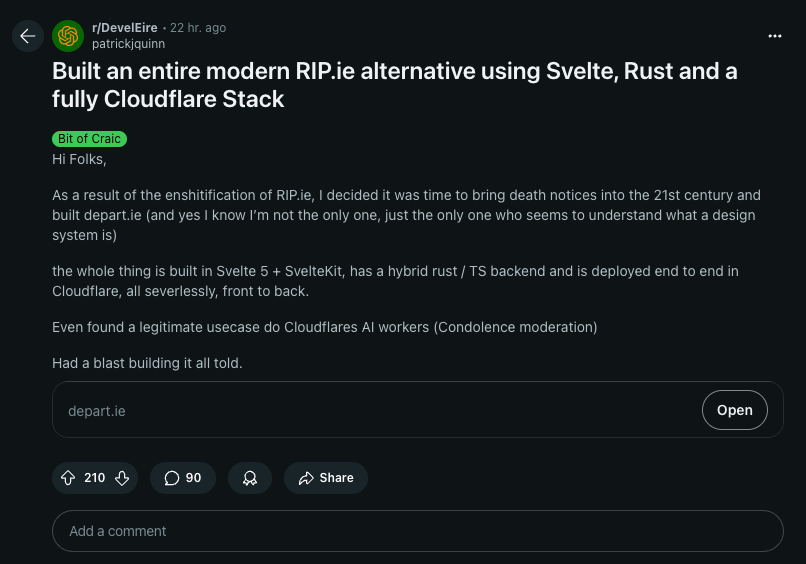 r/DevelEire • 22 hr. ago
patrickjquinn
Built an entire modern RIP.ie alternative using Svelte, Rust and a
fully Cloudflare Stack
Bit of Craic
Hi Folks,
As a result of the enshitification of RIP.ie, I decided it was time to bring death notices into the 21st century and
built depart.ie (and yes I know I'm not the only one, just the only one who seems to understand what a design
system is)
the whole thing is built in Svelte 5 + SvelteKit, has a hybrid rust / TS backend and is deployed end to end in
Cloudflare, all severlessly, front to back.
Even found a legitimate usecase do Cloudflares AI workers (Condolence moderation)
Had a blast building it all told.
depart.ie
Open
210
90
Share
Add a comment